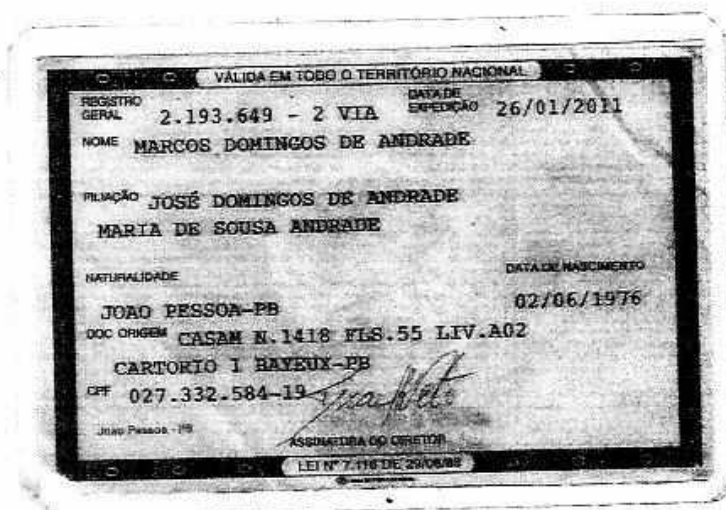 VÁLIDA EM TODO O TERRITÓRIO NACIONAL
REGISTRO GERAL 2.193.649 - 2 VIA DATA DE EXPEDIÇÃO 26/01/2011
NOME MARCOS DOMINGOS DE ANDRADE
FILIAÇÃO JOSÉ DOMINGOS DE ANDRADE
MARIA DE SOUSA ANDRADE
NATURALIDADE DATA DE NASCIMENTO
JOAO PESSOA-PB 02/06/1976
DOC ORIGEM CASAM N.1418 FLS.55 LIV.A02
CARTORIO I BAYEUX-PB
CPF 027.332.584-19
João Pessoa - PB
ASSINATURA DO DIRETOR
LEI Nº 7.116 DE 29/08/83